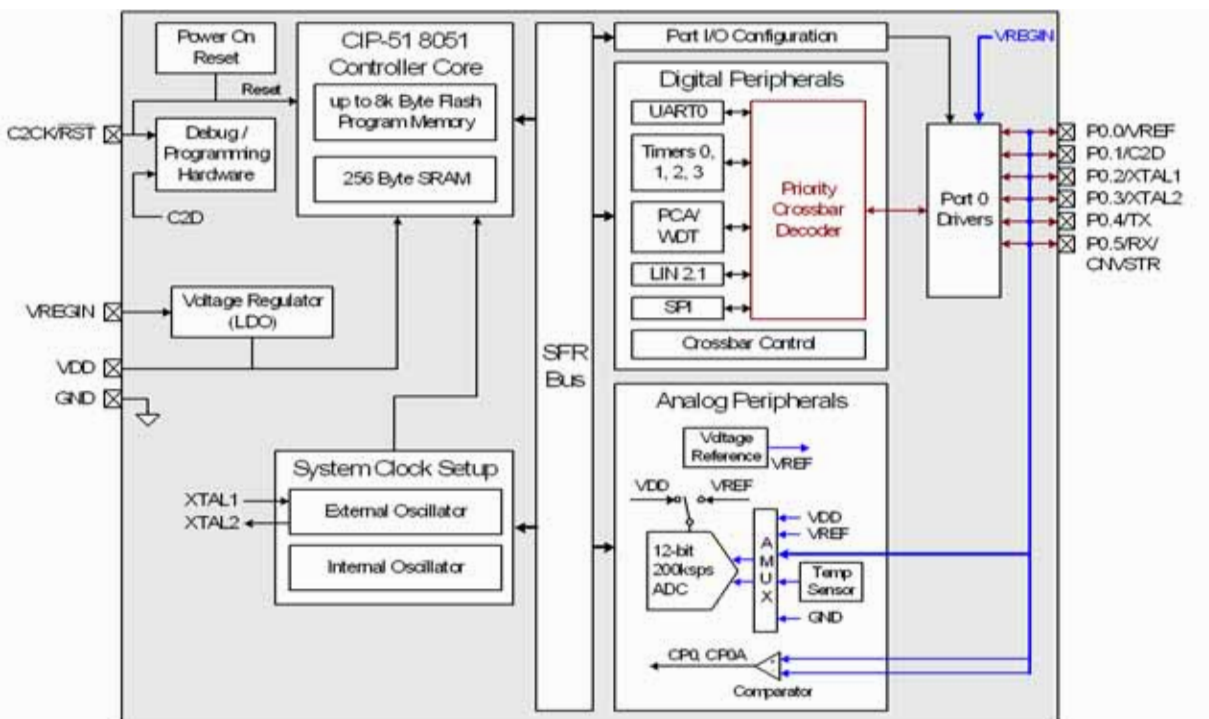 Power On
Reset
Reset
C2CK/RST
Debug /
Programming
Hardware
C2D
CIP-51 8051
Controller Core
up to 8k Byte Flash
Program Memory
256 Byte SRAM
VREGIN
Voltage Regulator
(LDO)
VDD
GND
System Clock Setup
XTAL1
XTAL2
External Oscillator
Internal Oscillator
SFR
Bus
Port I/O Configuration
Digital Peripherals
UART0
Timers 0,
1, 2, 3
PCA/
WDT
LIN 2.1
SPI
Priority
Crossbar
Decoder
Crossbar Control
Analog Peripherals
Voltage
Reference
VREF
VDD
VREF
12-bit
200ksps
ADC
A
M
U
X
VDD
VREF
Temp
Sensor
GND
CP0, CP0A
+
-
Comparator
VREGIN
Port 0
Drivers
P0.0/VREF
P0.1/C2D
P0.2/XTAL1
P0.3/XTAL2
P0.4/TX
P0.5/RX/
CNVSTR